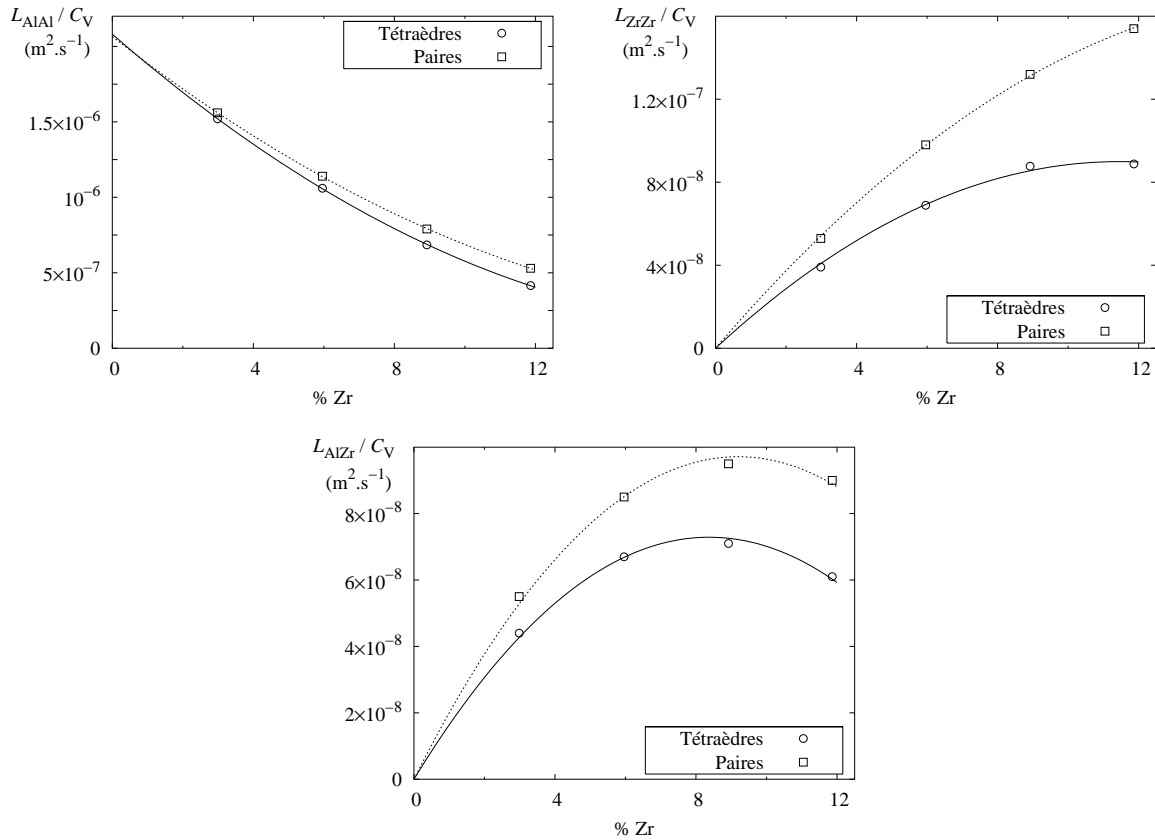 L_AlAl / C_V
(m².s⁻¹)
Tétraèdres
Paires
1.5×10⁻⁶
10⁻⁶
5×10⁻⁷
0
0 4 8 12
% Zr
L_ZrZr / C_V
(m².s⁻¹)
1.2×10⁻⁷
8×10⁻⁸
4×10⁻⁸
Tétraèdres
Paires
0
0 4 8 12
% Zr
L_AlZr / C_V
(m².s⁻¹)
8×10⁻⁸
6×10⁻⁸
4×10⁻⁸
2×10⁻⁸
Tétraèdres
Paires
0
0 4 8 12
% Zr